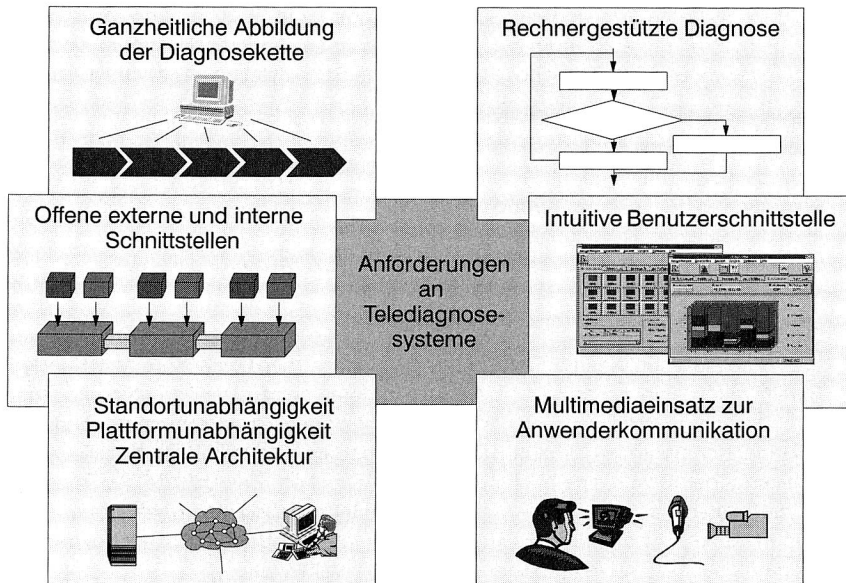 Ganzheitliche Abbildung
der Diagnosekette
Rechnergestützte Diagnose
Offene externe und interne
Schnittstellen
Anforderungen
an
Telediagnose-
systeme
Intuitive Benutzerschnittstelle
Standortunabhängigkeit
Plattformunabhängigkeit
Zentrale Architektur
Multimediaeinsatz zur
Anwenderkommunikation